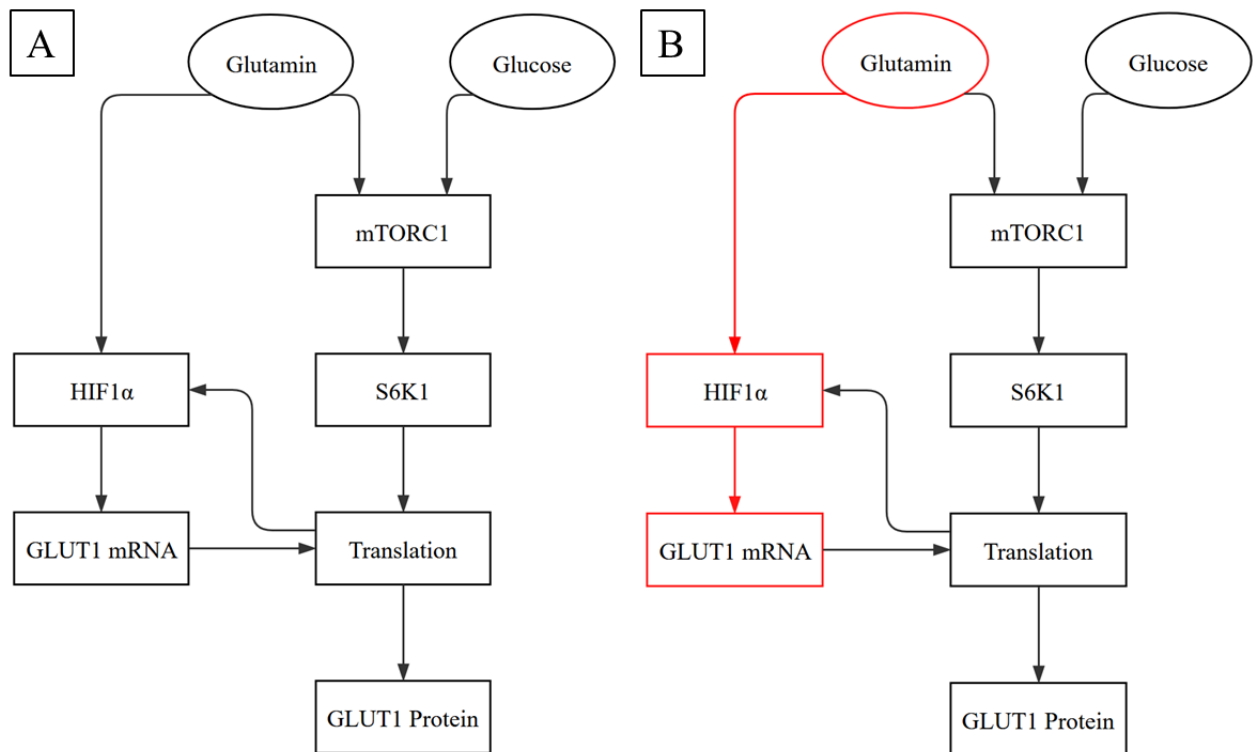 A
Glutamin
Glucose
mTORC1
HIF1α
S6K1
GLUT1 mRNA
Translation
GLUT1 Protein
B
Glutamin
Glucose
mTORC1
HIF1α
S6K1
GLUT1 mRNA
Translation
GLUT1 Protein